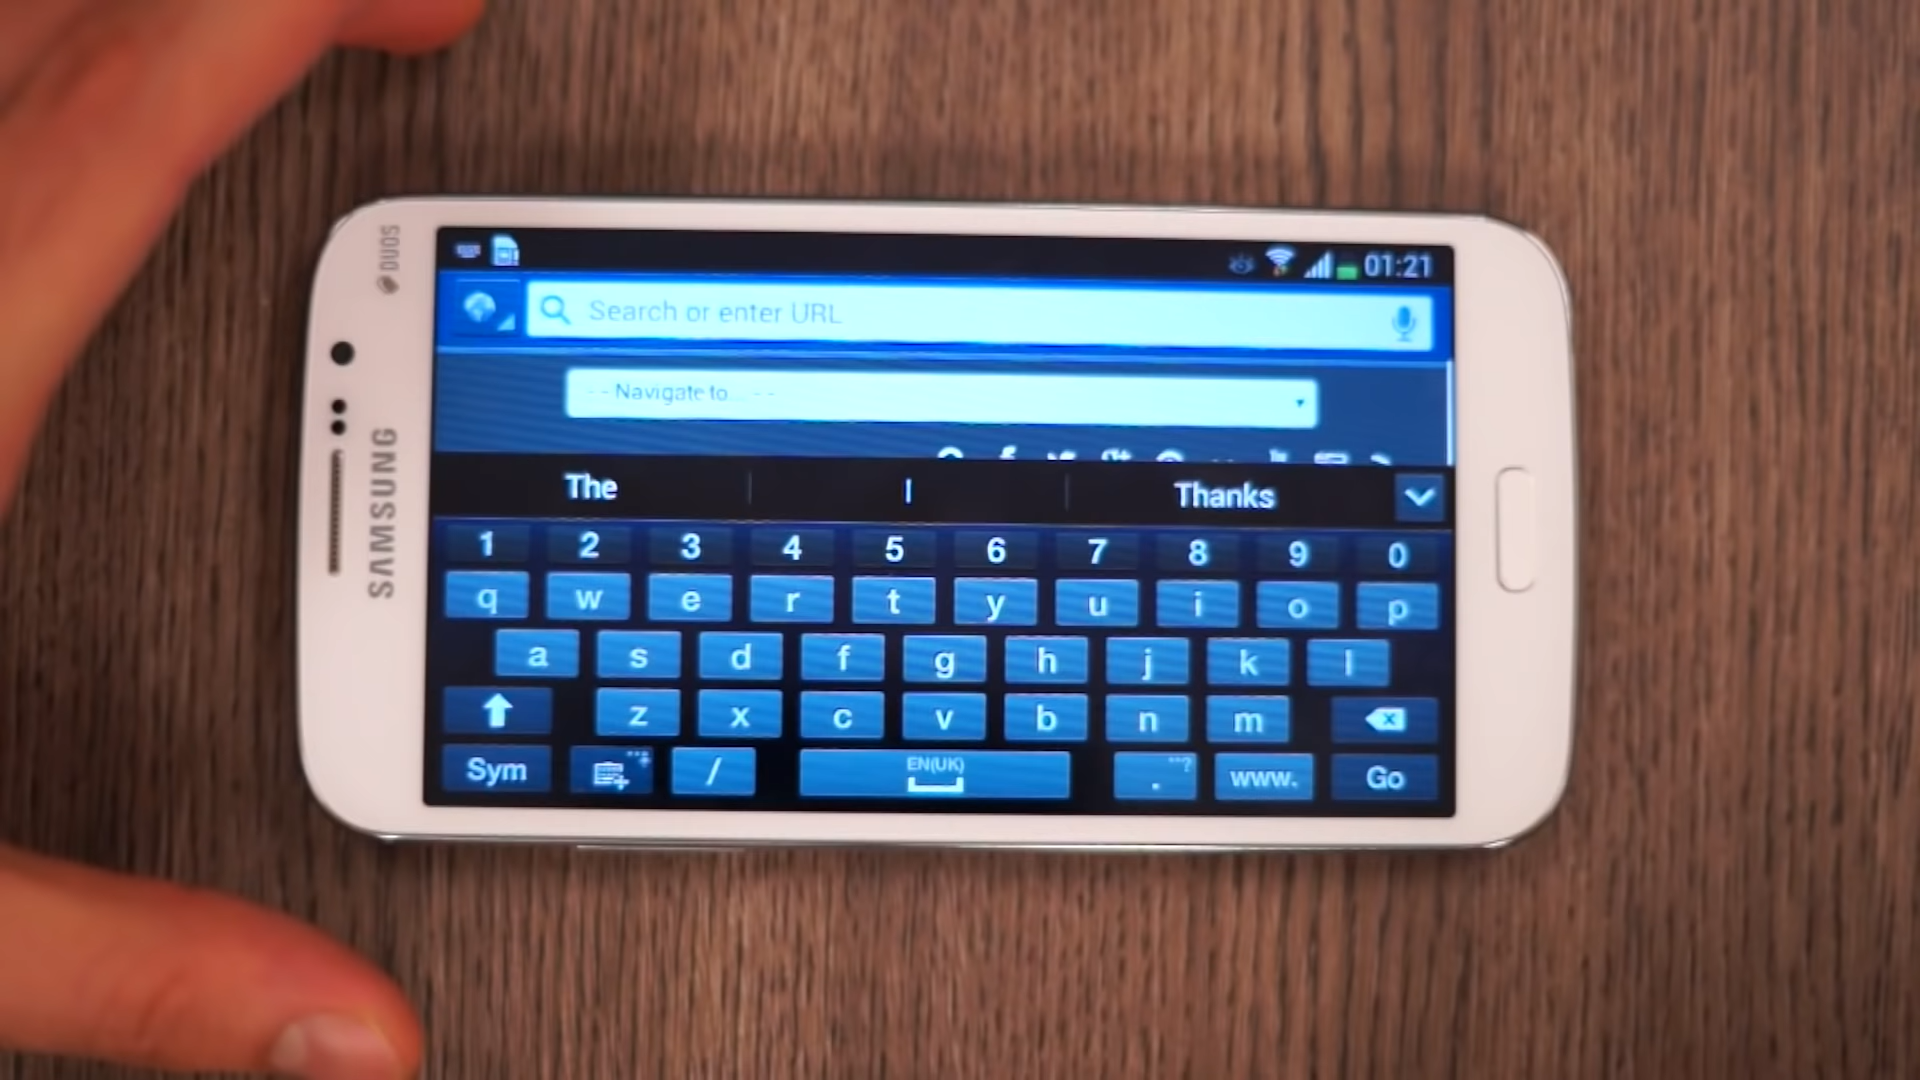 DUOS
SAMSUNG
01:21
Search or enter URL
- - Navigate to... - -
The I Thanks
1 2 3 4 5 6 7 8 9 0
q w e r t y u i o p
a s d f g h j k l
z x c v b n m
Sym / EN(UK) . www. Go